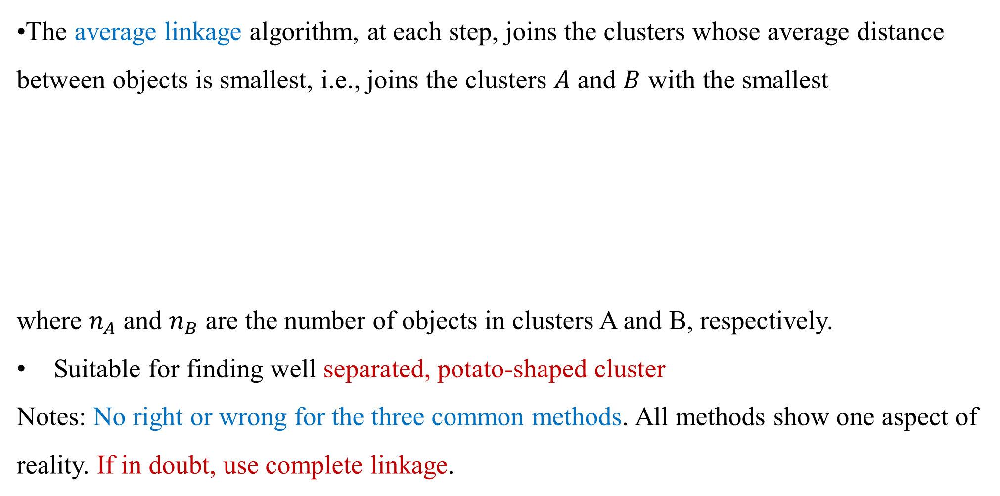 •The average linkage algorithm, at each step, joins the clusters whose average distance
between objects is smallest, i.e., joins the clusters A and B with the smallest
where n_A and n_B are the number of objects in clusters A and B, respectively.
• Suitable for finding well separated, potato-shaped cluster
Notes: No right or wrong for the three common methods. All methods show one aspect of
reality. If in doubt, use complete linkage.